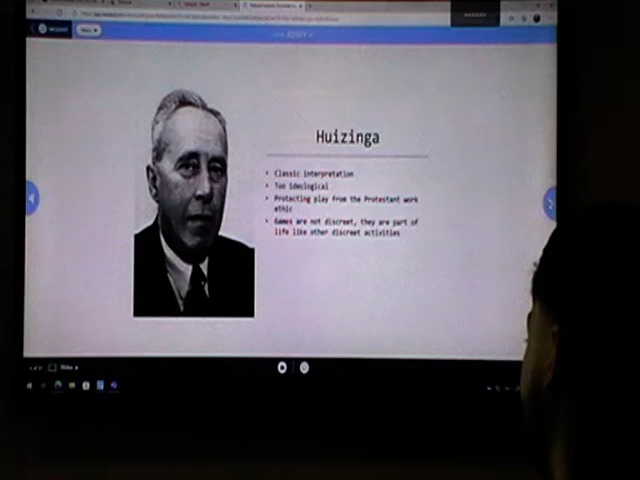 Huizinga
• Classic interpretation
• Too ideological
• Protecting play from the Protestant work
ethic
• Games are not discreet, they are part of
life like other discreet activities